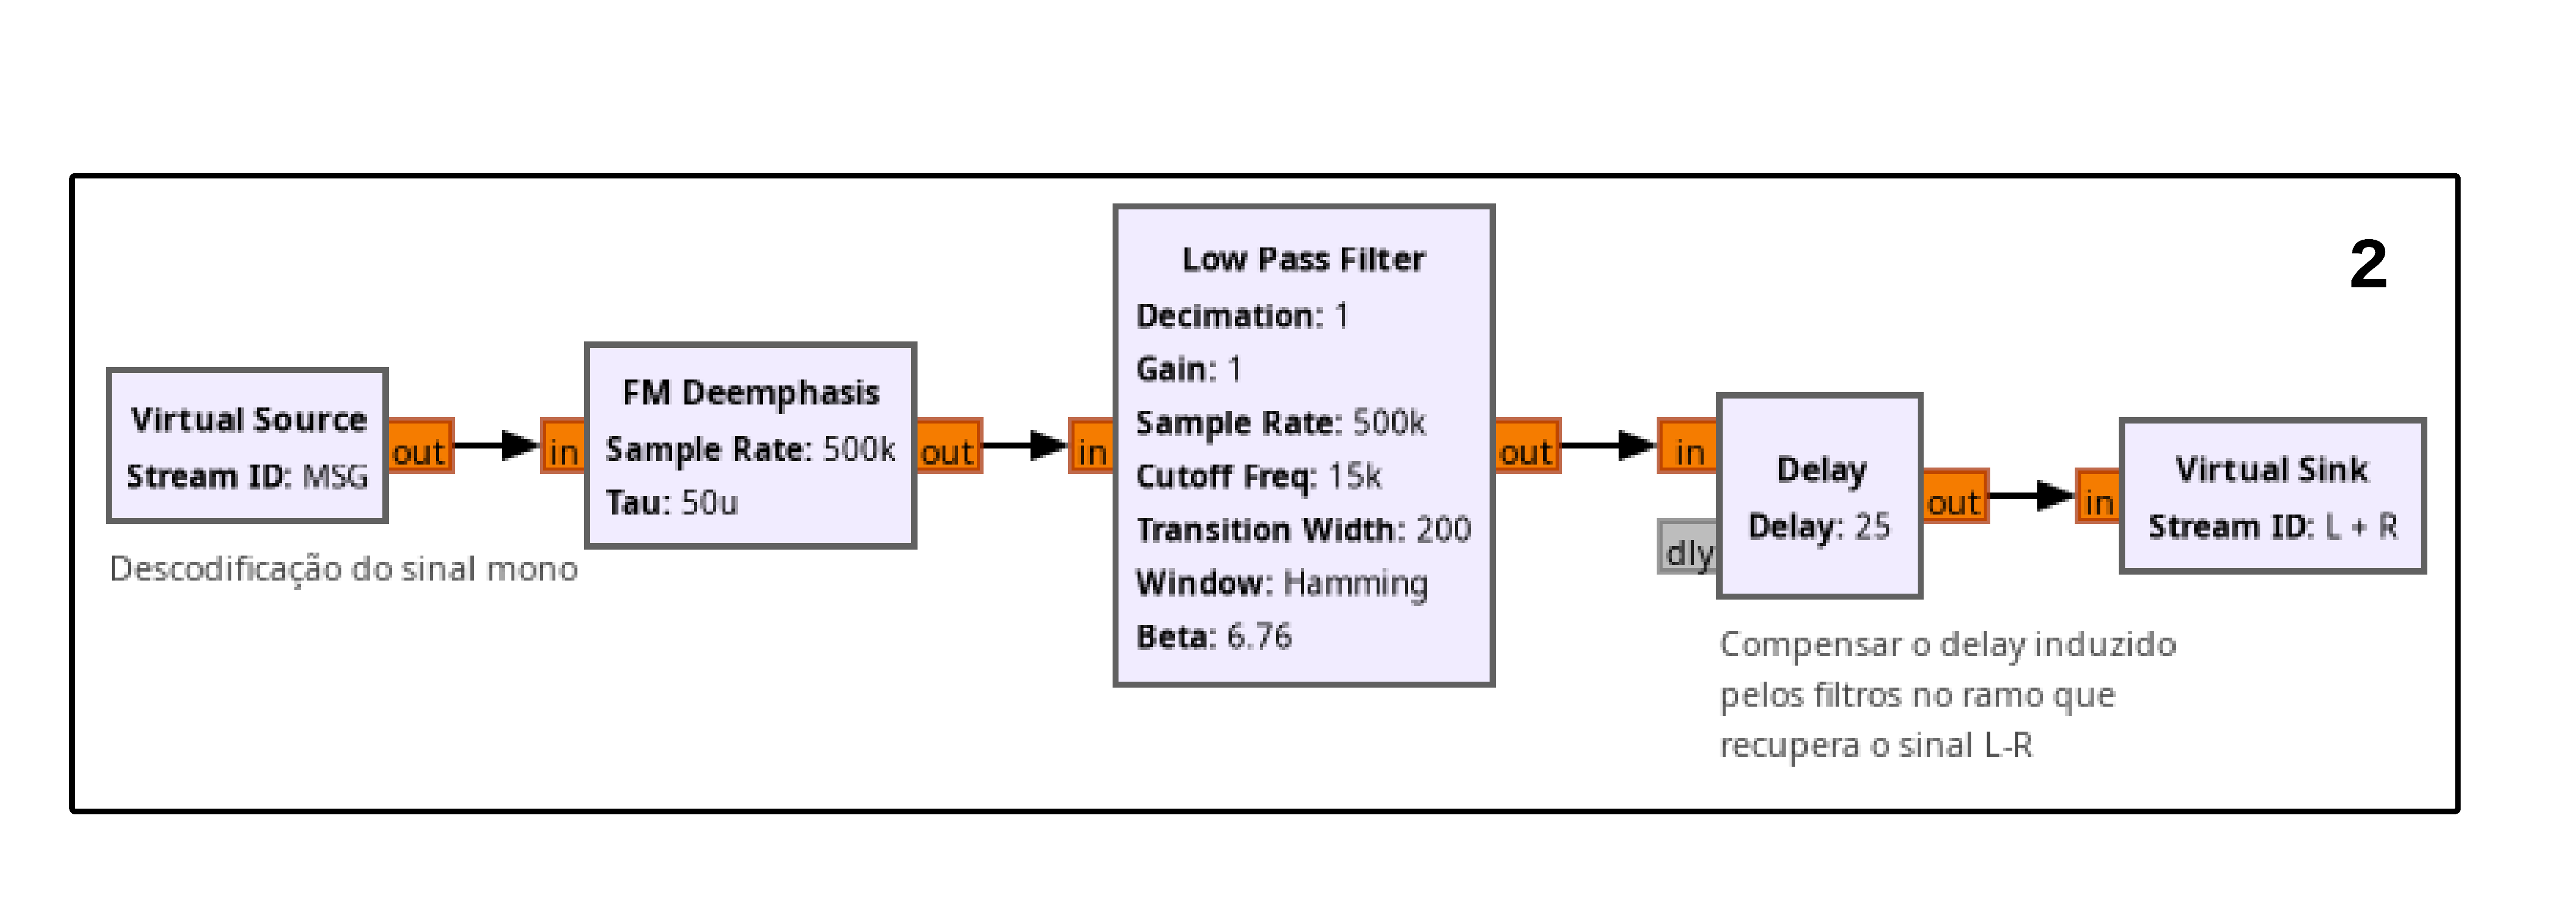 2
Virtual Source
Stream ID: MSG
out
Descodificação do sinal mono
in
FM Deemphasis
Sample Rate: 500k
Tau: 50u
out
in
Low Pass Filter
Decimation: 1
Gain: 1
Sample Rate: 500k
Cutoff Freq: 15k
Transition Width: 200
Window: Hamming
Beta: 6.76
out
in
dly
Delay
Delay: 25
out
Compensar o delay induzido
pelos filtros no ramo que
recupera o sinal L-R
in
Virtual Sink
Stream ID: L + R